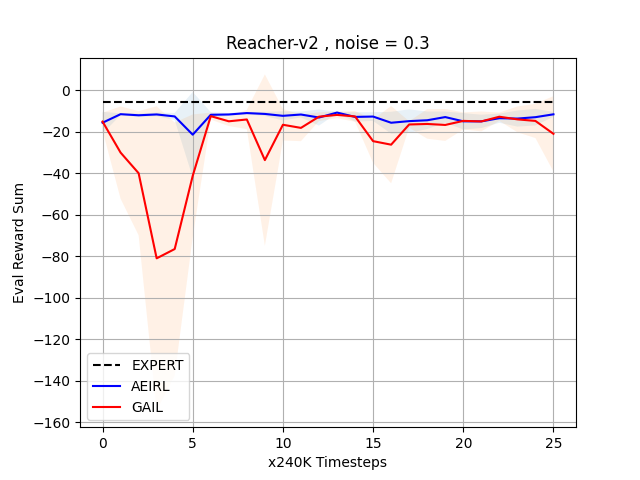 Reacher-v2 , noise = 0.3
Eval Reward Sum
0
−20
−40
−60
−80
−100
−120
−140
−160
EXPERT
AEIRL
GAIL
0 5 10 15 20 25
x240K Timesteps